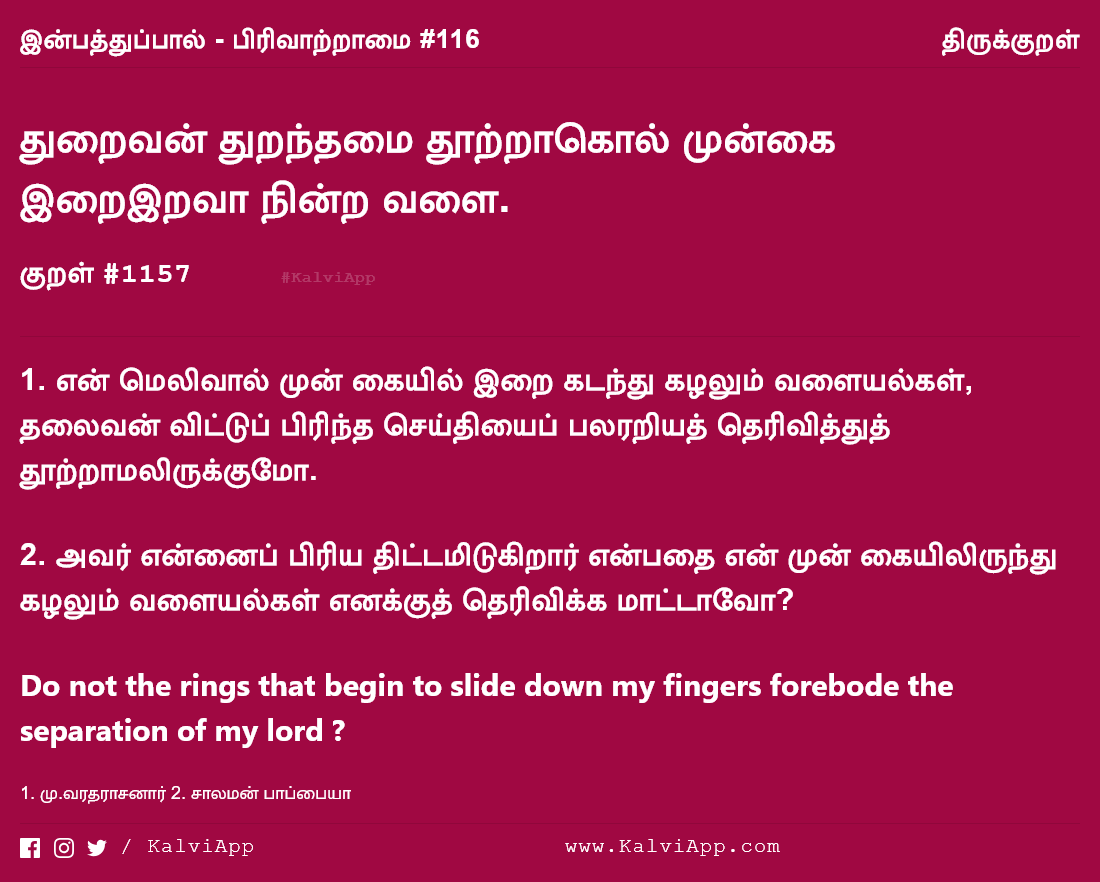 இன்பத்துப்பால் - பிரிவாற்றாமை #116 திருக்குறள்
துறைவன் துறந்தமை தூற்றாகொல் முன்கை
இறைஇறவா நின்ற வளை.
குறள் #1157 #KalviApp
1. என் மெலிவால் முன் கையில் இறை கடந்து கழலும் வளையல்கள்,
தலைவன் விட்டுப் பிரிந்த செய்தியைப் பலரறியத் தெரிவித்துத்
தூற்றாமலிருக்குமோ.
2. அவர் என்னைப் பிரிய திட்டமிடுகிறார் என்பதை என் முன் கையிலிருந்து
கழலும் வளையல்கள் எனக்குத் தெரிவிக்க மாட்டாவோ?
Do not the rings that begin to slide down my fingers forebode the
separation of my lord ?
1. மு.வரதராசனார் 2. சாலமன் பாப்பையா
/ KalviApp www.KalviApp.com